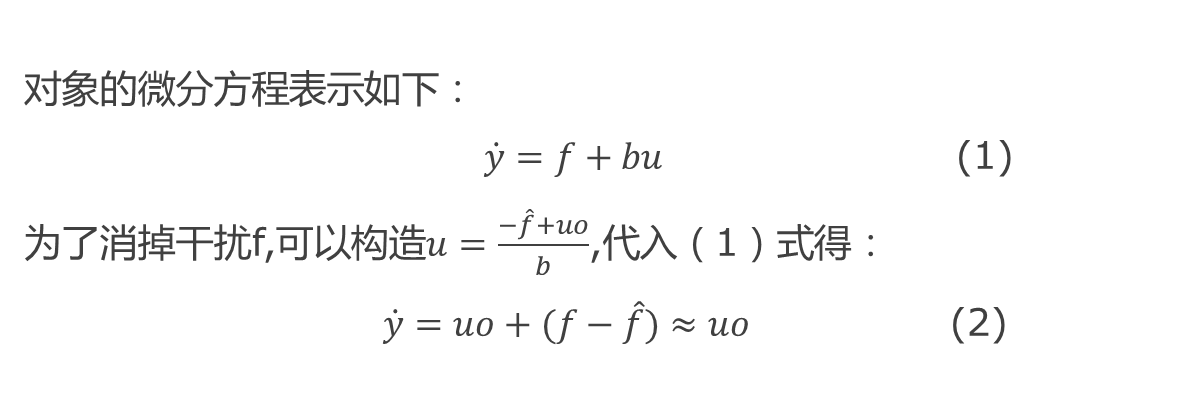 对象的微分方程表示如下：
ẏ = f + bu (1)
为了消掉干扰f,可以构造u = (−f̂+uo)/b,代入（1）式得：
ẏ = uo + (f − f̂) ≈ uo (2)